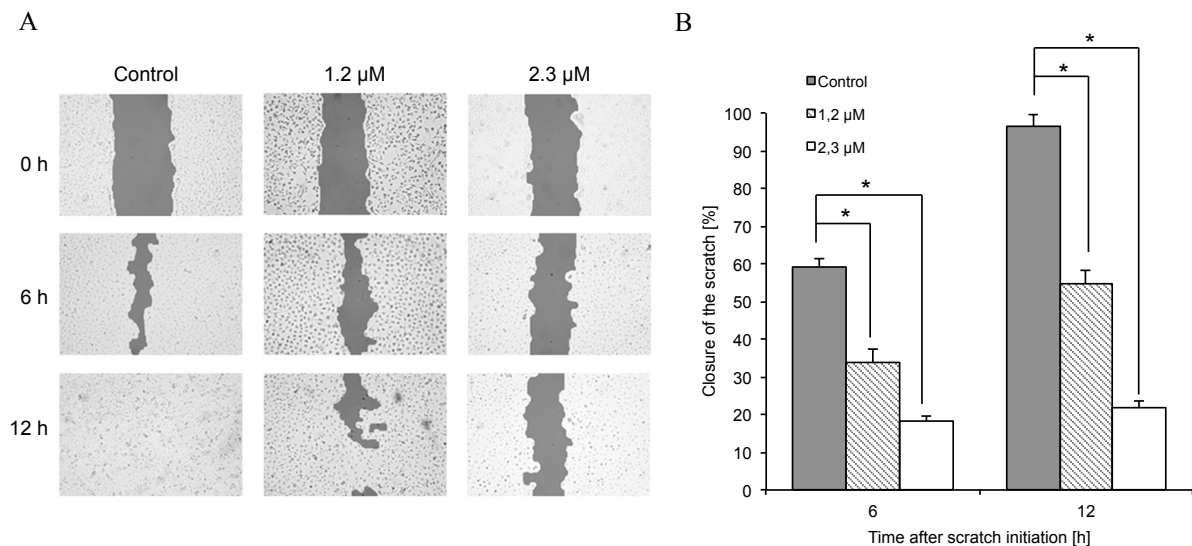 A
Control 1.2 µM 2.3 µM
0 h
6 h
12 h
B
Control
1,2 µM
2,3 µM
*
*
*
*
100
90
80
70
60
50
40
30
20
10
0
Closure of the scratch [%]
6 12
Time after scratch initiation [h]